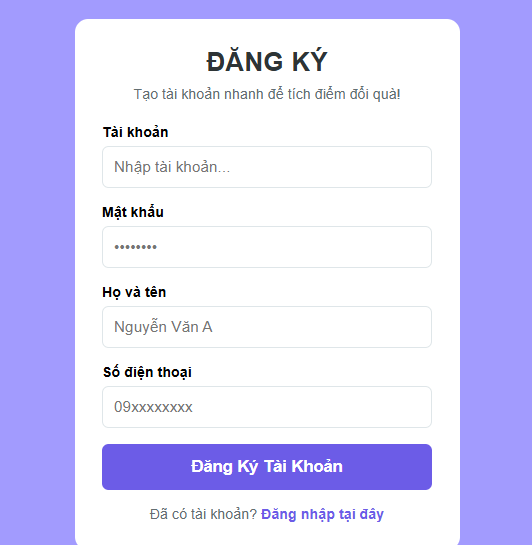 ĐĂNG KÝ
Tạo tài khoản nhanh để tích điểm đổi quà!
Tài khoản
Nhập tài khoản...
Mật khẩu
••••••••
Họ và tên
Nguyễn Văn A
Số điện thoại
09xxxxxxxx
Đăng Ký Tài Khoản
Đã có tài khoản? Đăng nhập tại đây